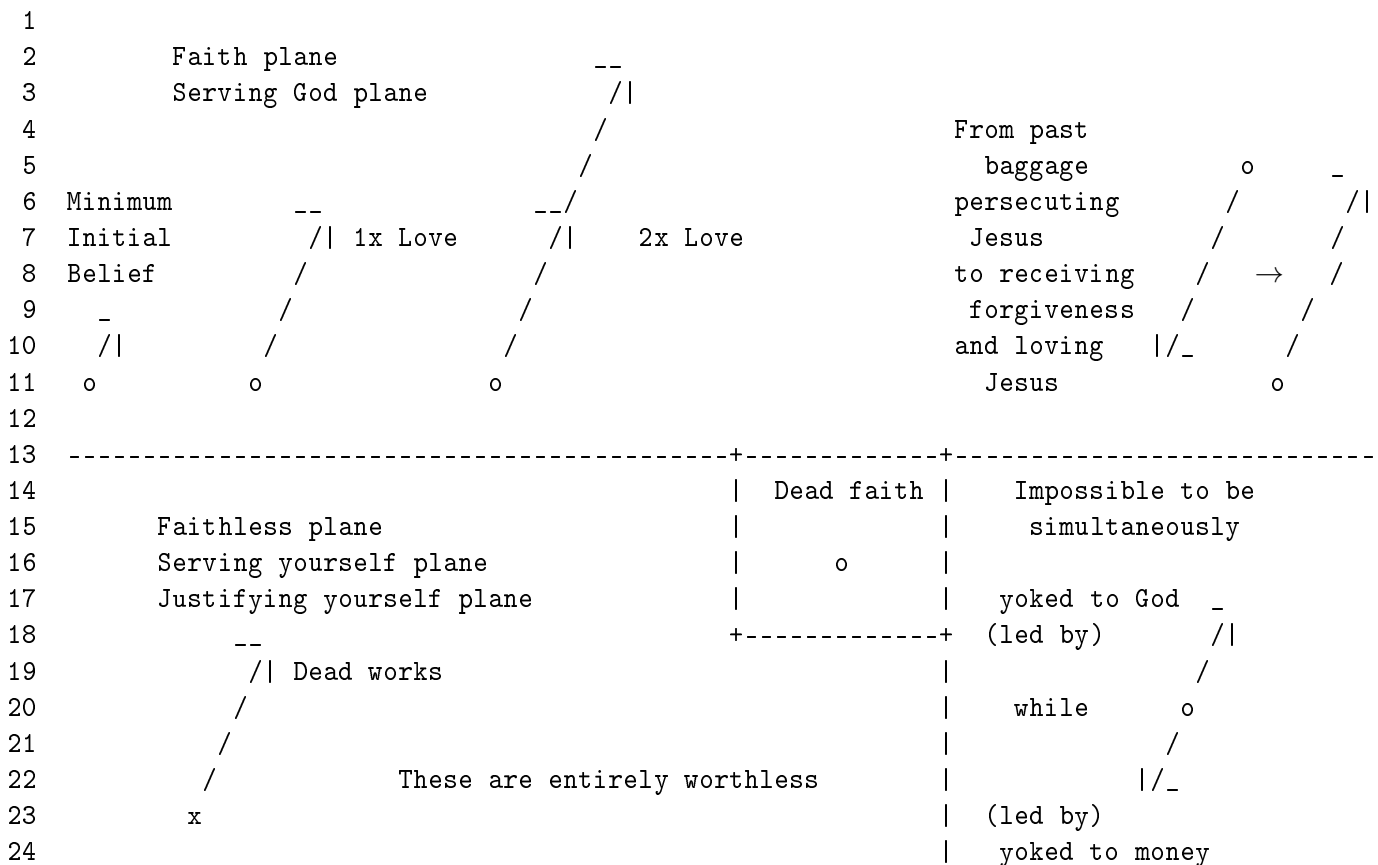 1
2         Faith plane                 __
3         Serving God plane            /|
4                                     /                       From past
5                                    /                          baggage          o     _
6  Minimum        __              __/                         persecuting       /       /|
7  Initial         /| 1x Love      /|    2x Love               Jesus           /       /
8  Belief         /               /                           to receiving    /   →   /
9    _           /               /                             forgiveness   /       /
10   /|         /               /                             and loving   |/_      /
11  o          o               o                                Jesus              o
12
13 --------------------------------------------+-------------+----------------------------
14                                             |  Dead faith |    Impossible to be
15       Faithless plane                       |             |     simultaneously
16       Serving yourself plane                |      o      |
17       Justifying yourself plane             |             |   yoked to God  _
18            __                               +-------------+  (led by)       /|
19             /| Dead works                                 |                /
20            /                                              |    while      o
21           /                                               |              /
22          /            These are entirely worthless        |            |/_
23         x                                                 |  (led by)
24                                                           |   yoked to money